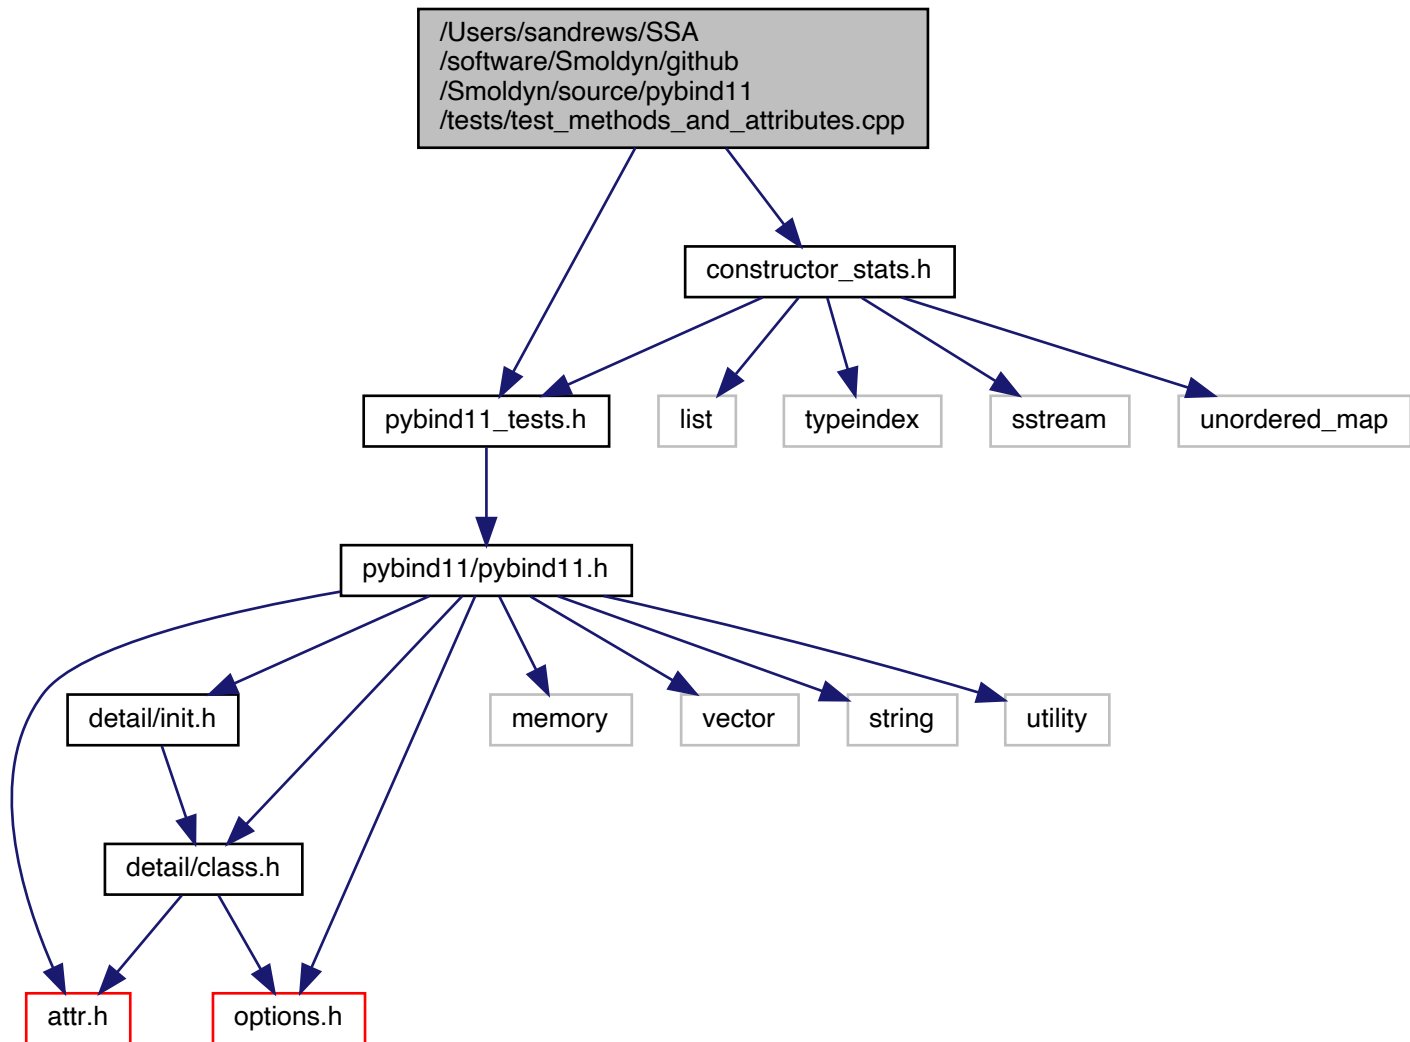 /Users/sandrews/SSA
/software/Smoldyn/github
/Smoldyn/source/pybind11
/tests/test_methods_and_attributes.cpp
constructor_stats.h
pybind11_tests.h
list
typeindex
sstream
unordered_map
pybind11/pybind11.h
detail/init.h
memory
vector
string
utility
detail/class.h
attr.h
options.h